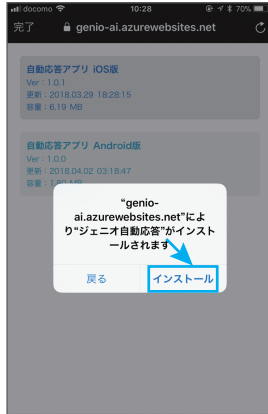 docomo 10:28 70%
完了 genio-ai.azurewebsites.net
自動応答アプリ iOS版
Ver：1.0.1
更新：2018.03.29 18:28:15
容量：6.19 MB
自動応答アプリ Android版
Ver：1.0.0
更新：2018.04.02 03:18:47
容量：1.80 MB
“genio-
ai.azurewebsites.net”によ
り“ジェニオ自動応答”がインスト
ールされます
戻る インストール